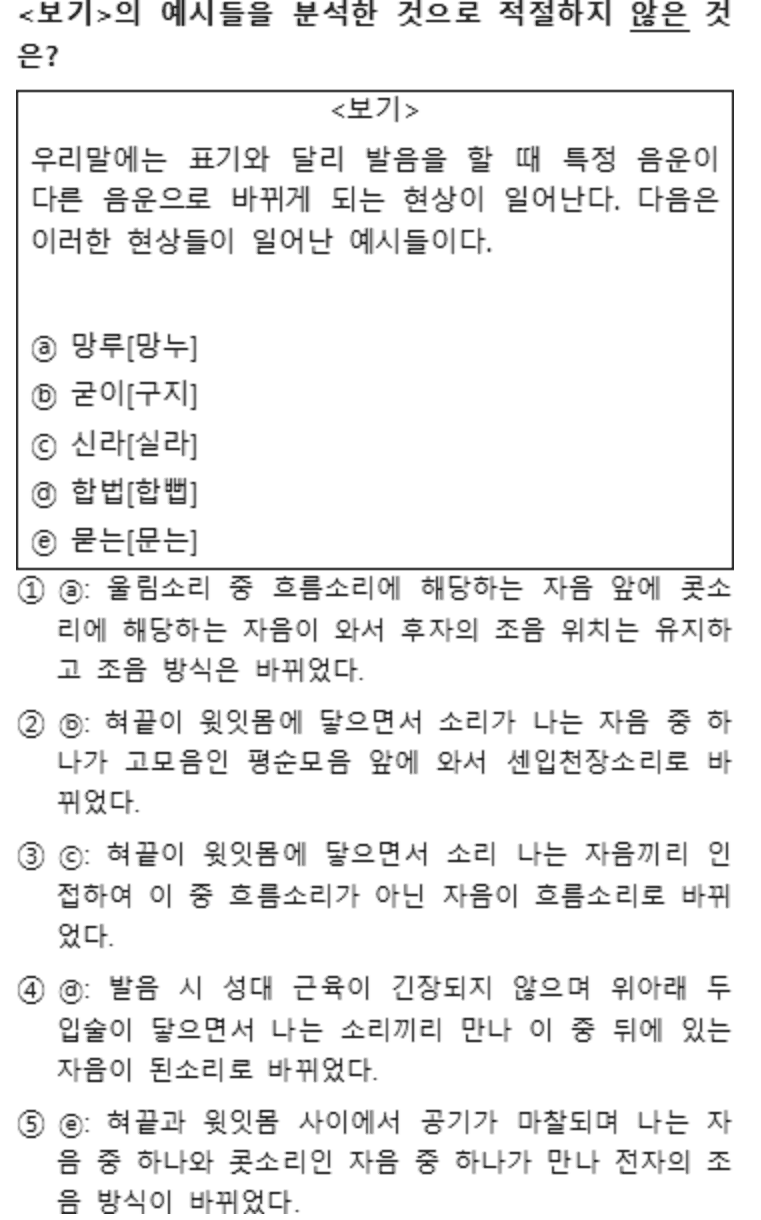 <보기>의 예시들을 분석한 것으로 적절하지 않은 것
은?
<보기>
우리말에는 표기와 달리 발음을 할 때 특정 음운이
다른 음운으로 바뀌게 되는 현상이 일어난다. 다음은
이러한 현상들이 일어난 예시들이다.
ⓐ 망루[망누]
ⓑ 굳이[구지]
ⓒ 신라[실라]
ⓓ 합법[합뻡]
ⓔ 묻는[문는]
① ⓐ: 울림소리 중 흐름소리에 해당하는 자음 앞에 콧소
리에 해당하는 자음이 와서 후자의 조음 위치는 유지하
고 조음 방식은 바뀌었다.
② ⓑ: 혀끝이 윗잇몸에 닿으면서 소리가 나는 자음 중 하
나가 고모음인 평순모음 앞에 와서 센입천장소리로 바
뀌었다.
③ ⓒ: 혀끝이 윗잇몸에 닿으면서 소리 나는 자음끼리 인
접하여 이 중 흐름소리가 아닌 자음이 흐름소리로 바뀌
었다.
④ ⓓ: 발음 시 성대 근육이 긴장되지 않으며 위아래 두
입술이 닿으면서 나는 소리끼리 만나 이 중 뒤에 있는
자음이 된소리로 바뀌었다.
⑤ ⓔ: 혀끝과 윗잇몸 사이에서 공기가 마찰되며 나는 자
음 중 하나와 콧소리인 자음 중 하나가 만나 전자의 조
음 방식이 바뀌었다.